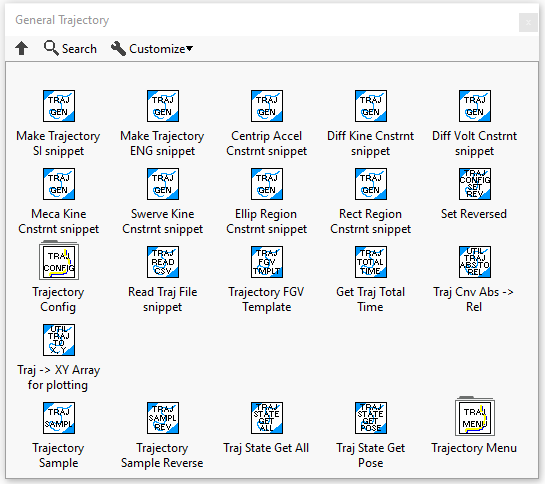 General Trajectory
Search Customize
TRAJ TRAJ TRAJ TRAJ TRAJ
GEN GEN GEN GEN GEN
Make Trajectory Make Trajectory Centrip Accel Diff Kine Cnstrnt Diff Volt Cnstrnt
SI snippet ENG snippet Cnstrnt snippet snippet snippet
TRAJ TRAJ TRAJ TRAJ TRAJ
GEN GEN GEN GEN CONFIG
SET
REV
Meca Kine Swerve Kine Ellip Region Rect Region Set Reversed
Cnstrnt snippet Cnstrnt snippet Cnstrnt snippet Cnstrnt snippet
TRAJ TRAJ TRAJ TRAJ UTIL
CONFIG READ FGV TOTAL TRAJ
CSV TMPLT TIME ABS/TO
REL
Trajectory Read Traj File Trajectory FGV Get Traj Total Traj Cnv Abs ->
Config snippet Template Time Rel
UTIL
TRAJ
TO
X,Y
Traj -> XY Array
for plotting
TRAJ TRAJ TRAJ TRAJ TRAJ
SAMPL SAMPL STATE STATE MENU
REV GET GET
ALL POSE
Trajectory Trajectory Traj State Get All Traj State Get Trajectory Menu
Sample Sample Reverse Pose